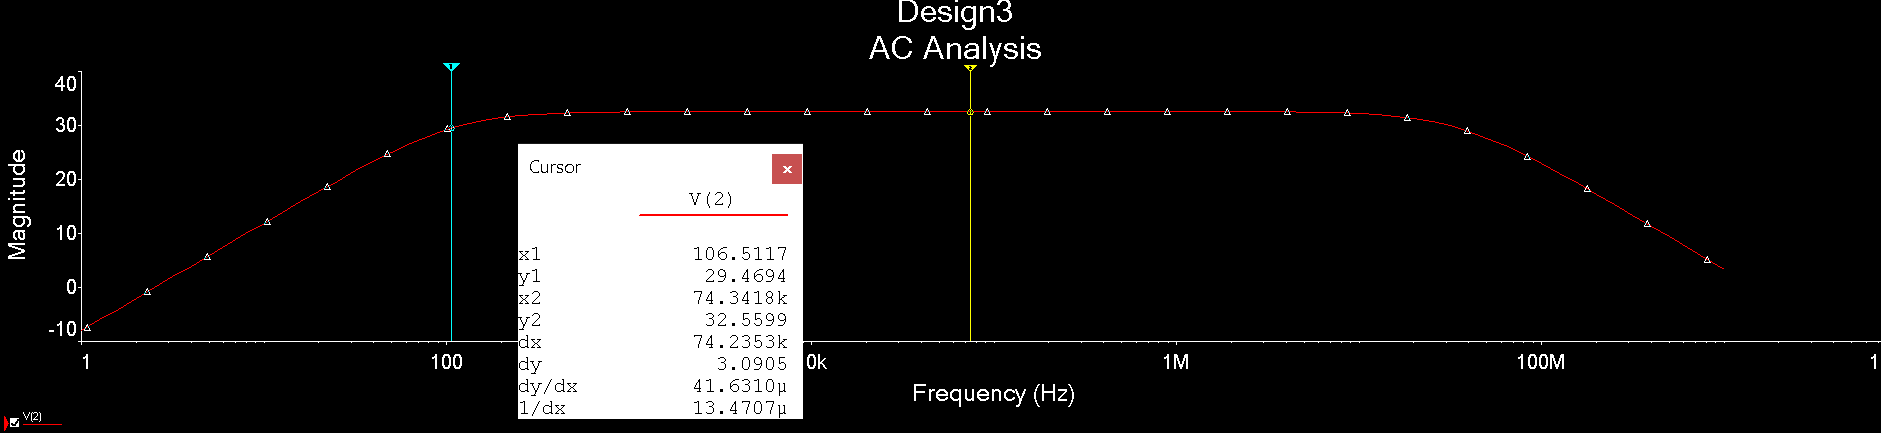 Design3
AC Analysis
Magnitude
40
30
20
10
0
-10
Cursor
x
V(2)
x1 106.5117
y1 29.4694
x2 74.3418k
y2 32.5599
dx 74.2353k
dy 3.0905
dy/dx 41.6310µ
1/dx 13.4707µ
1 100 0k 1M 100M 1
Frequency (Hz)
V(2)